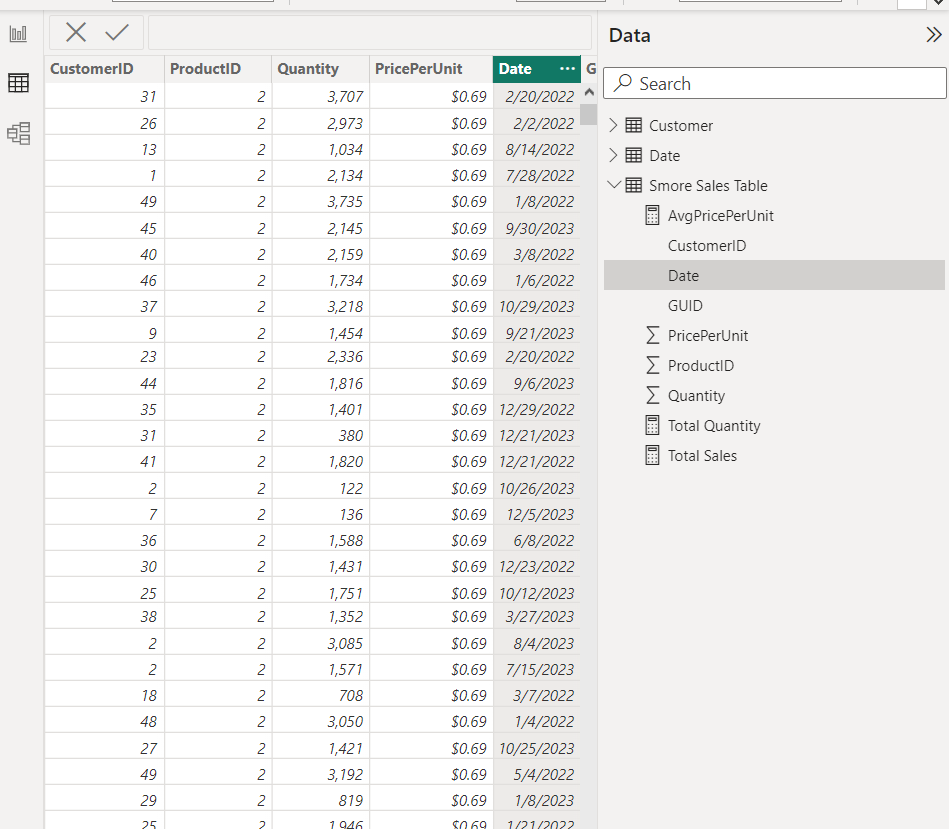 Data
CustomerID ProductID Quantity PricePerUnit Date ··· G
Search
31 2 3,707 $0.69 2/20/2022
26 2 2,973 $0.69 2/2/2022
13 2 1,034 $0.69 8/14/2022
1 2 2,134 $0.69 7/28/2022
49 2 3,735 $0.69 1/8/2022
45 2 2,145 $0.69 9/30/2023
40 2 2,159 $0.69 3/8/2022
46 2 1,734 $0.69 1/6/2022
37 2 3,218 $0.69 10/29/2023
9 2 1,454 $0.69 9/21/2023
23 2 2,336 $0.69 2/20/2022
44 2 1,816 $0.69 9/6/2023
35 2 1,401 $0.69 12/29/2022
31 2 380 $0.69 12/21/2023
41 2 1,820 $0.69 12/21/2022
2 2 122 $0.69 10/26/2023
7 2 136 $0.69 12/5/2023
36 2 1,588 $0.69 6/8/2022
30 2 1,431 $0.69 12/23/2022
25 2 1,751 $0.69 10/12/2023
38 2 1,352 $0.69 3/27/2023
2 2 3,085 $0.69 8/4/2023
2 2 1,571 $0.69 7/15/2023
18 2 708 $0.69 3/7/2022
48 2 3,050 $0.69 1/4/2022
27 2 1,421 $0.69 10/25/2023
49 2 3,192 $0.69 5/4/2022
29 2 819 $0.69 1/8/2023
25 2 1,946 $0.69 1/21/2022
Customer
Date
Smore Sales Table
AvgPricePerUnit
CustomerID
Date
GUID
PricePerUnit
ProductID
Quantity
Total Quantity
Total Sales